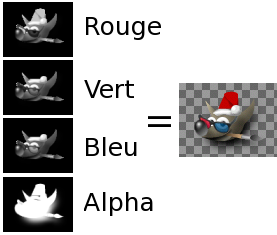 Rouge
Vert
Bleu
=
Alpha